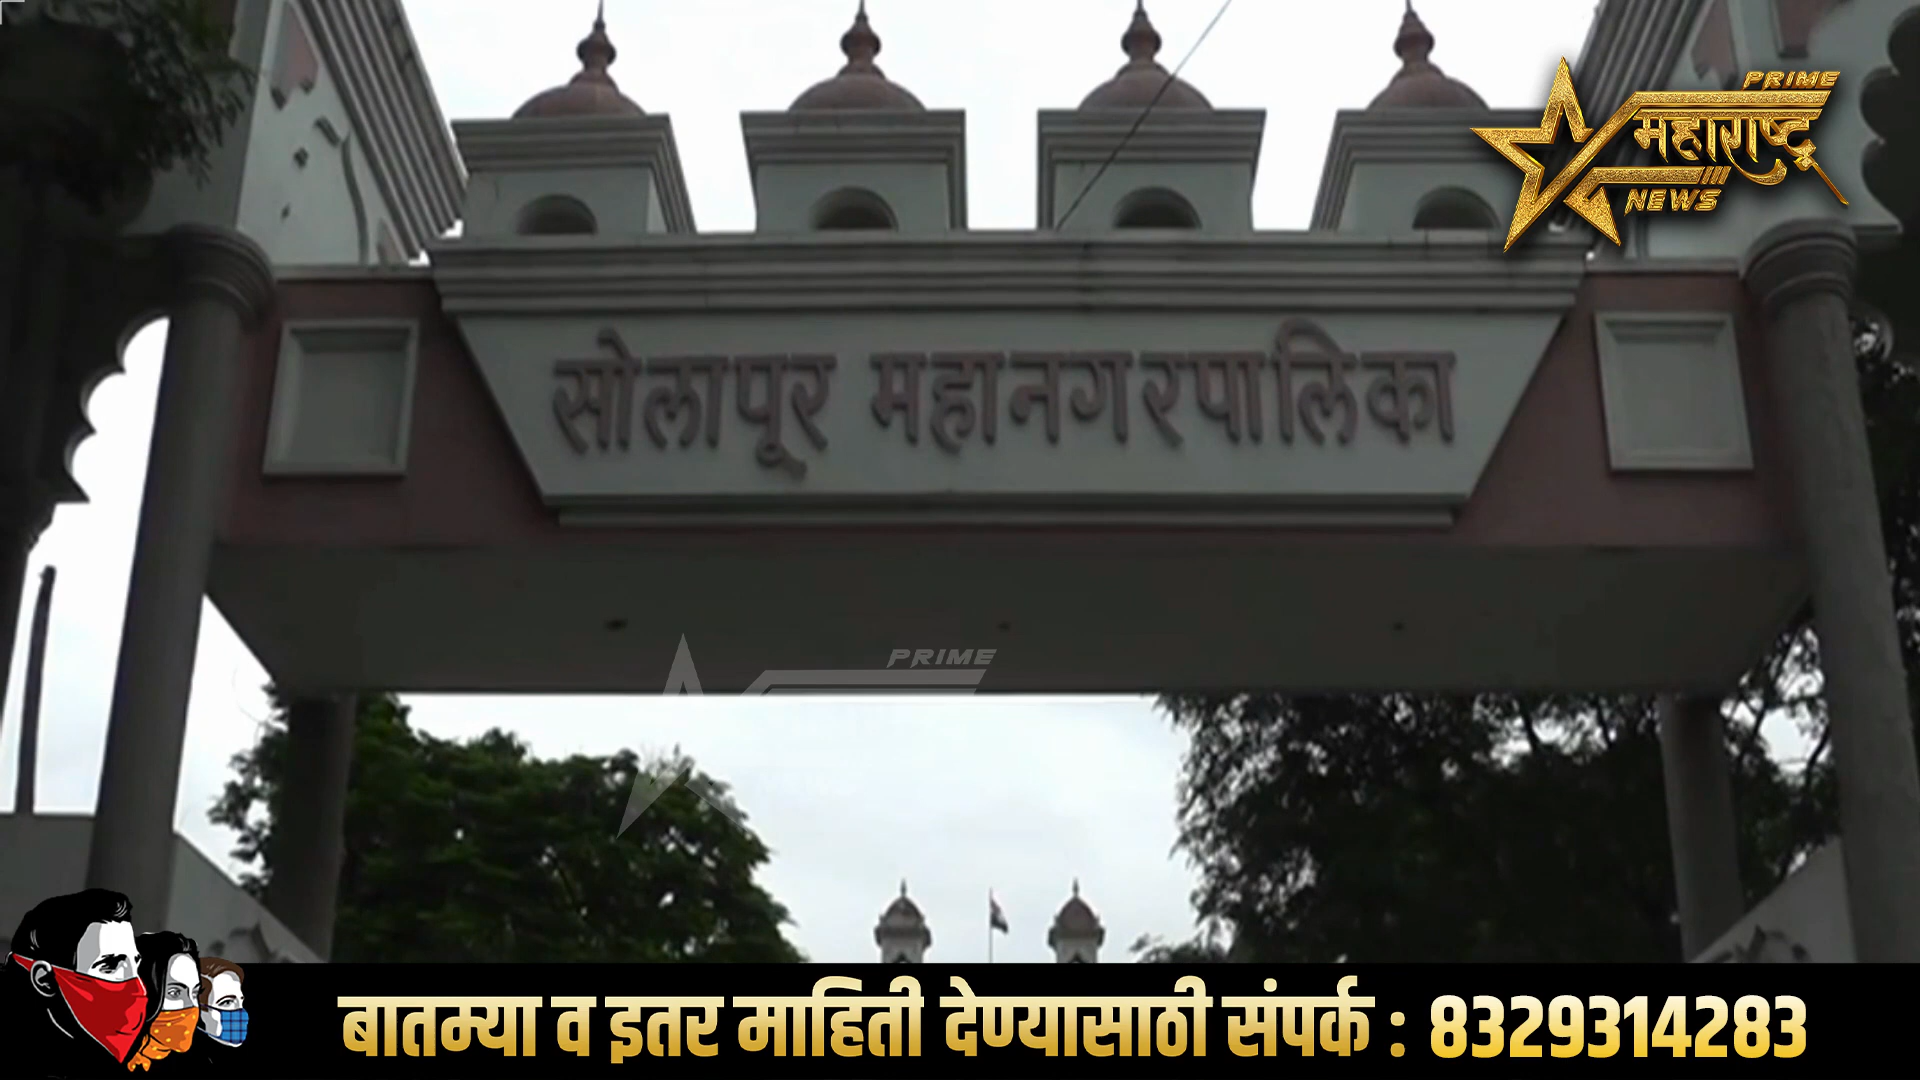 PRIME
महाराष्ट्र
NEWS
सोलापूर महानगरपालिका
PRIME
बातम्या व इतर माहिती देण्यासाठी संपर्क : 8329314283